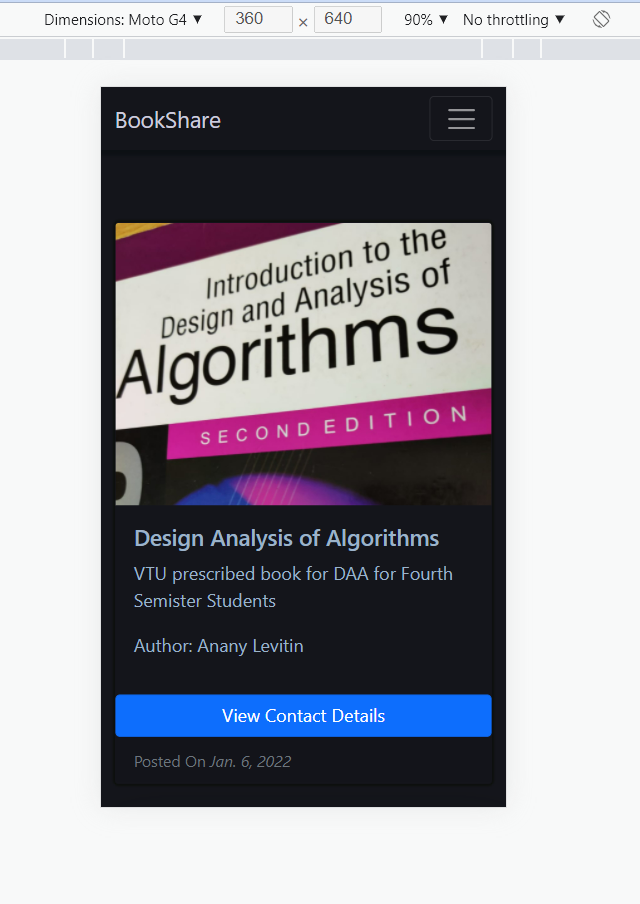 Dimensions: Moto G4 ▼ 360 × 640 90% ▼ No throttling ▼
BookShare
Introduction to the
Design and Analysis of
Algorithms
SECOND EDITION
Design Analysis of Algorithms
VTU prescribed book for DAA for Fourth
Semister Students
Author: Anany Levitin
View Contact Details
Posted On Jan. 6, 2022